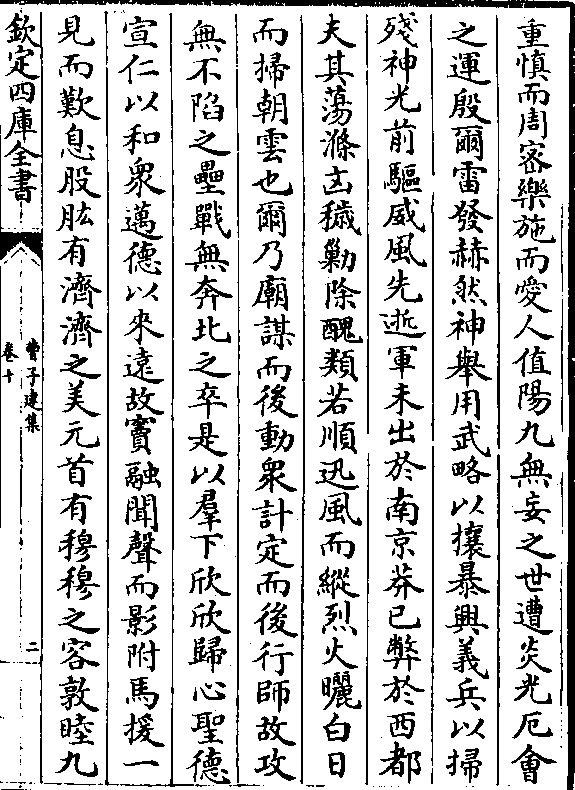 重慎而周密樂施而愛人值陽九無妄之世遭炎光厄會
之運殷爾雷發赫然神舉用武略以攘暴興義兵以掃
殘神光前驅威風先逝軍未出於南京莽已弊於西都
夫其蕩滌凶穢勦除醜類若順迅風而縱烈火曬白日
而掃朝雲也爾乃廟謀而後動衆計定而後行師故攻
無不陷之壘戰無奔北之卒是以羣下欣欣歸心聖德
宣仁以和衆邁德以來遠故竇融聞聲而影附馬援一
見而歎息股肱有濟濟之美元首有穆穆之容敦睦九
欽定四庫全書
曹子建集
卷十
二